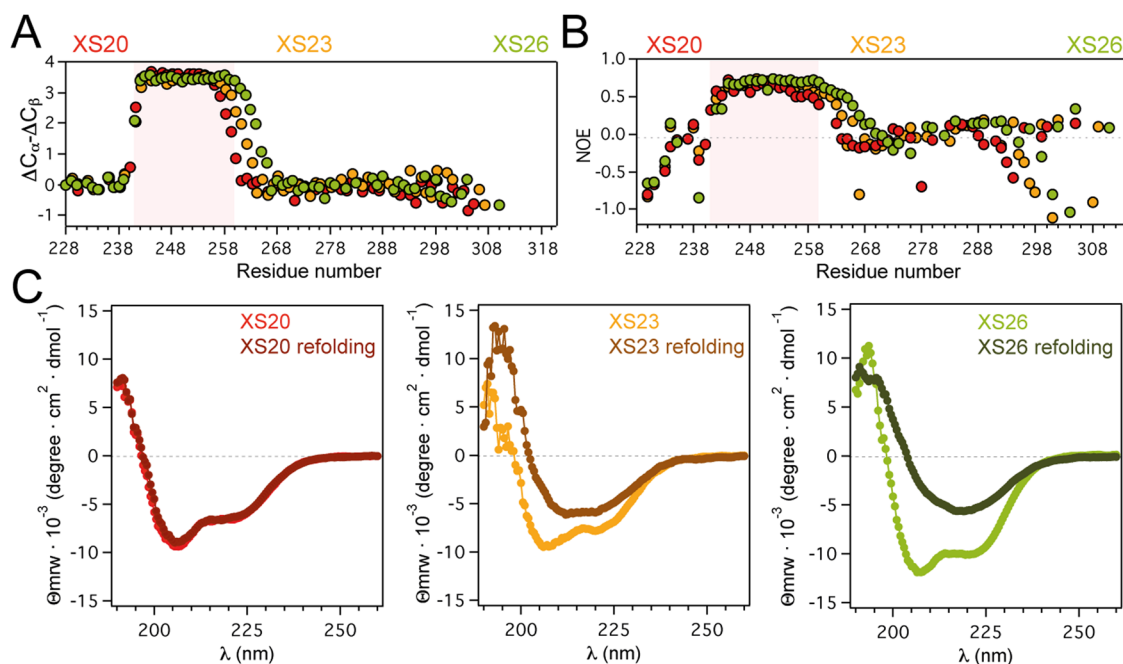 A
XS20 XS23 XS26
ΔCα-ΔCβ
4
3
2
1
0
-1
228 238 248 258 268 278 288 298 310 318
Residue number
B
XS20 XS23 XS26
NOE
1.0
0.5
0.0
-0.5
-1.0
228 238 248 258 268 278 288 298 308
Residue number
C
XS20
XS20 refolding
Θmrw · 10⁻³ (degree · cm² · dmol⁻¹)
15
10
5
0
-5
-10
-15
200 225 250
λ (nm)
XS23
XS23 refolding
Θmrw · 10⁻³ (degree · cm² · dmol⁻¹)
15
10
5
0
-5
-10
-15
200 225 250
λ (nm)
XS26
XS26 refolding
Θmrw · 10⁻³ (degree · cm² · dmol⁻¹)
15
10
5
0
-5
-10
-15
200 225 250
λ (nm)